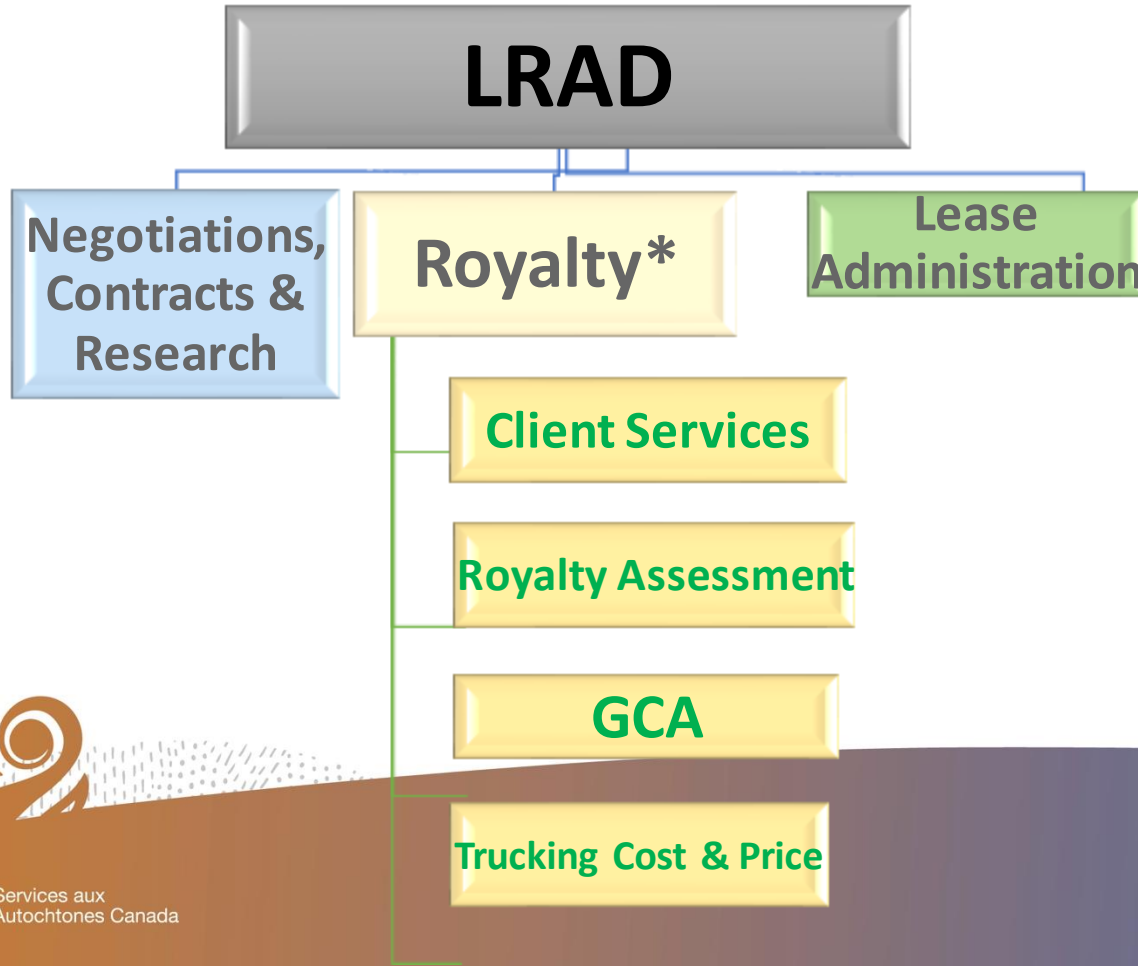 LRAD
Negotiations,
Contracts &
Research
Royalty*
Lease
Administration
Client Services
Royalty Assessment
GCA
Trucking Cost & Price
Services aux
Autochtones Canada